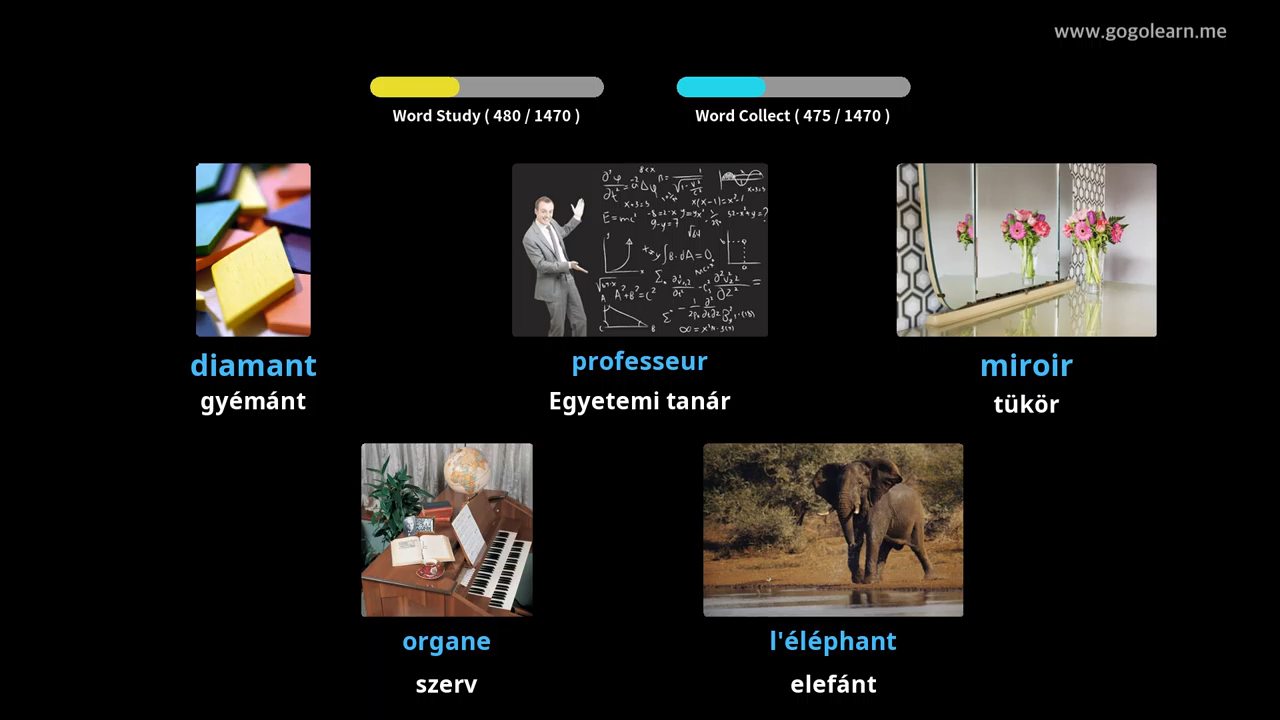 www.gogolearn.me
Word Study ( 480 / 1470 )
Word Collect ( 475 / 1470 )
diamant
gyémánt
professeur
Egyetemi tanár
miroir
tükör
organe
szerv
l'éléphant
elefánt